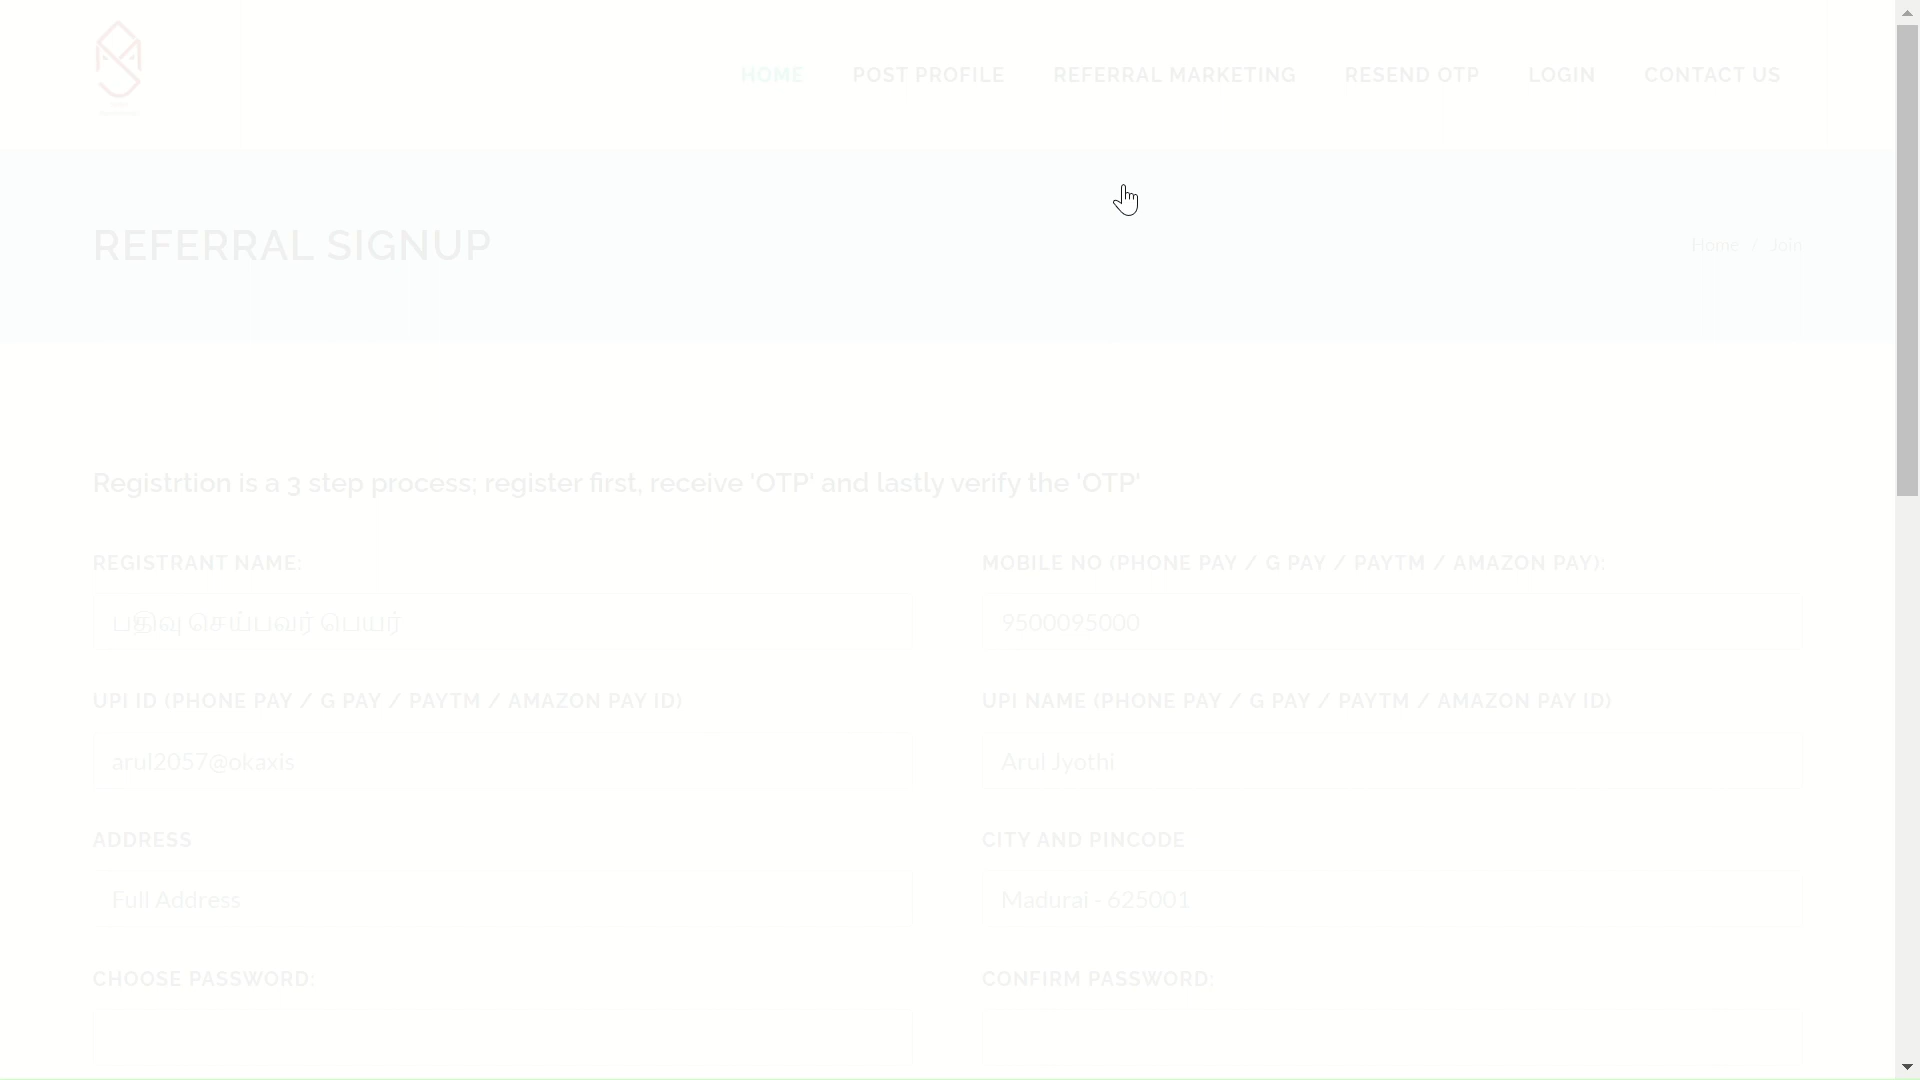 HOME POST PROFILE REFERRAL MARKETING RESEND OTP LOGIN CONTACT US
REFERRAL SIGNUP
Home / Join
Registrtion is a 3 step process; register first, receive 'OTP' and lastly verify the 'OTP'
REGISTRANT NAME: MOBILE NO (PHONE PAY / G PAY / PAYTM / AMAZON PAY):
பதிவு செய்பவர் பெயர் 9500095000
UPI ID (PHONE PAY / G PAY / PAYTM / AMAZON PAY ID) UPI NAME (PHONE PAY / G PAY / PAYTM / AMAZON PAY ID)
arul2057@okaxis Arul Jyothi
ADDRESS CITY AND PINCODE
Full Address Madurai - 625001
CHOOSE PASSWORD: CONFIRM PASSWORD: